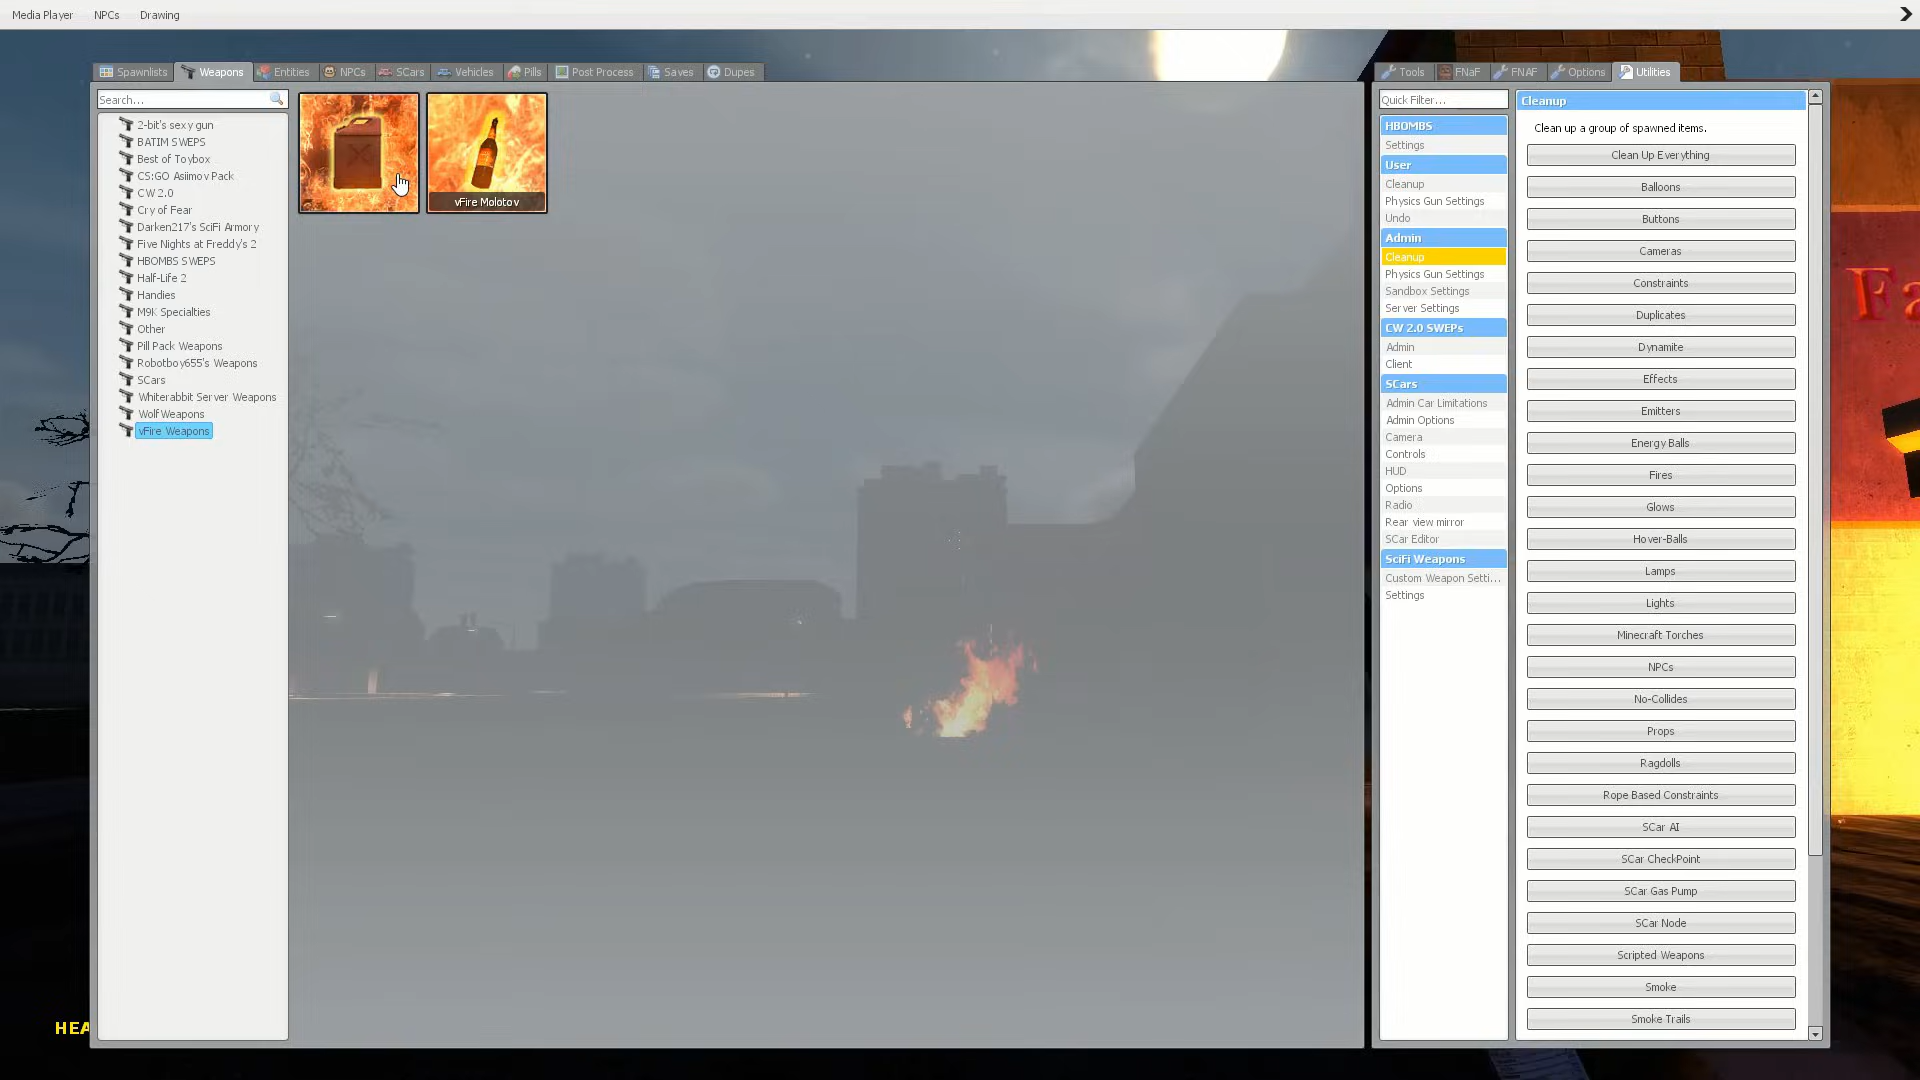 Media Player
NPCs
Drawing
Spawnlists
Weapons
Entities
NPCs
SCars
Vehicles
Pills
Post Process
Saves
Dupes
Search...
2-bit's sexy gun
BATIM SWEPS
Best of Toybox
CS:GO Asiimov Pack
CW 2.0
Cry of Fear
Darken217's SciFi Armory
Five Nights at Freddy's 2
HBOMBS SWEPS
Half-Life 2
Handies
M9K Specialties
Other
Pill Pack Weapons
Robotboy655's Weapons
SCars
Whiterabbit Server Weapons
Wolf Weapons
vFire Weapons
vFire Molotov
HEA
Tools
FNaF
FNAF
Options
Utilities
Quick Filter...
HBOMBS
Settings
User
Cleanup
Physics Gun Settings
Undo
Admin
Cleanup
Physics Gun Settings
Sandbox Settings
Server Settings
CW 2.0 SWEPs
Admin
Client
SCars
Admin Car Limitations
Admin Options
Camera
Controls
HUD
Options
Radio
Rear view mirror
SCar Editor
SciFi Weapons
Custom Weapon Setti...
Settings
Cleanup
Clean up a group of spawned items.
Clean Up Everything
Balloons
Buttons
Cameras
Constraints
Duplicates
Dynamite
Effects
Emitters
Energy Balls
Fires
Glows
Hover-Balls
Lamps
Lights
Minecraft Torches
NPCs
No-Collides
Props
Ragdolls
Rope Based Constraints
SCar AI
SCar CheckPoint
SCar Gas Pump
SCar Node
Scripted Weapons
Smoke
Smoke Trails
Fa